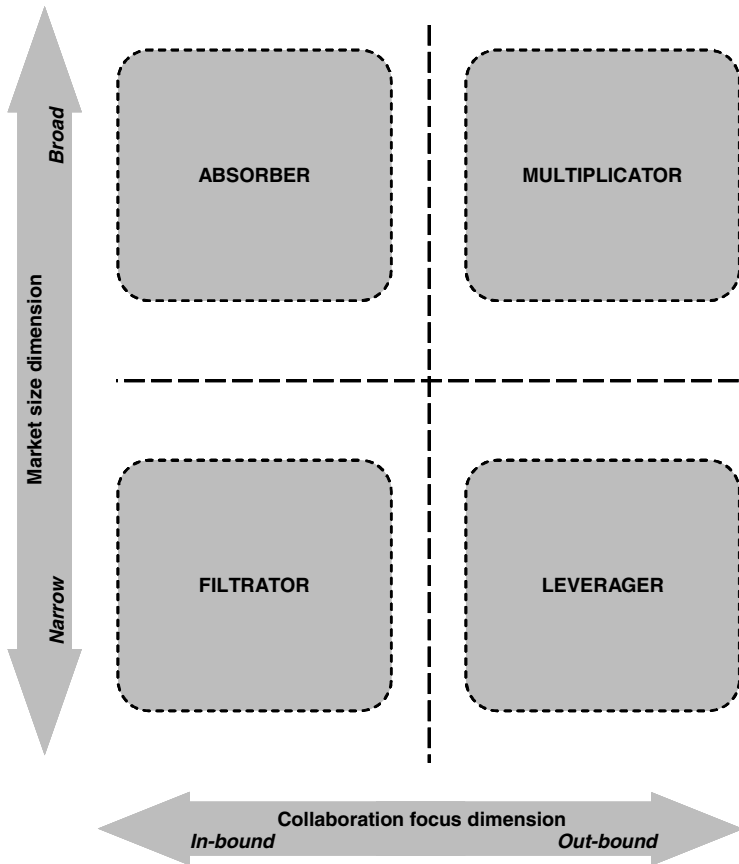 Broad
ABSORBER
MULTIPLICATOR
Market size dimension
FILTRATOR
LEVERAGER
Narrow
Collaboration focus dimension
In-bound
Out-bound